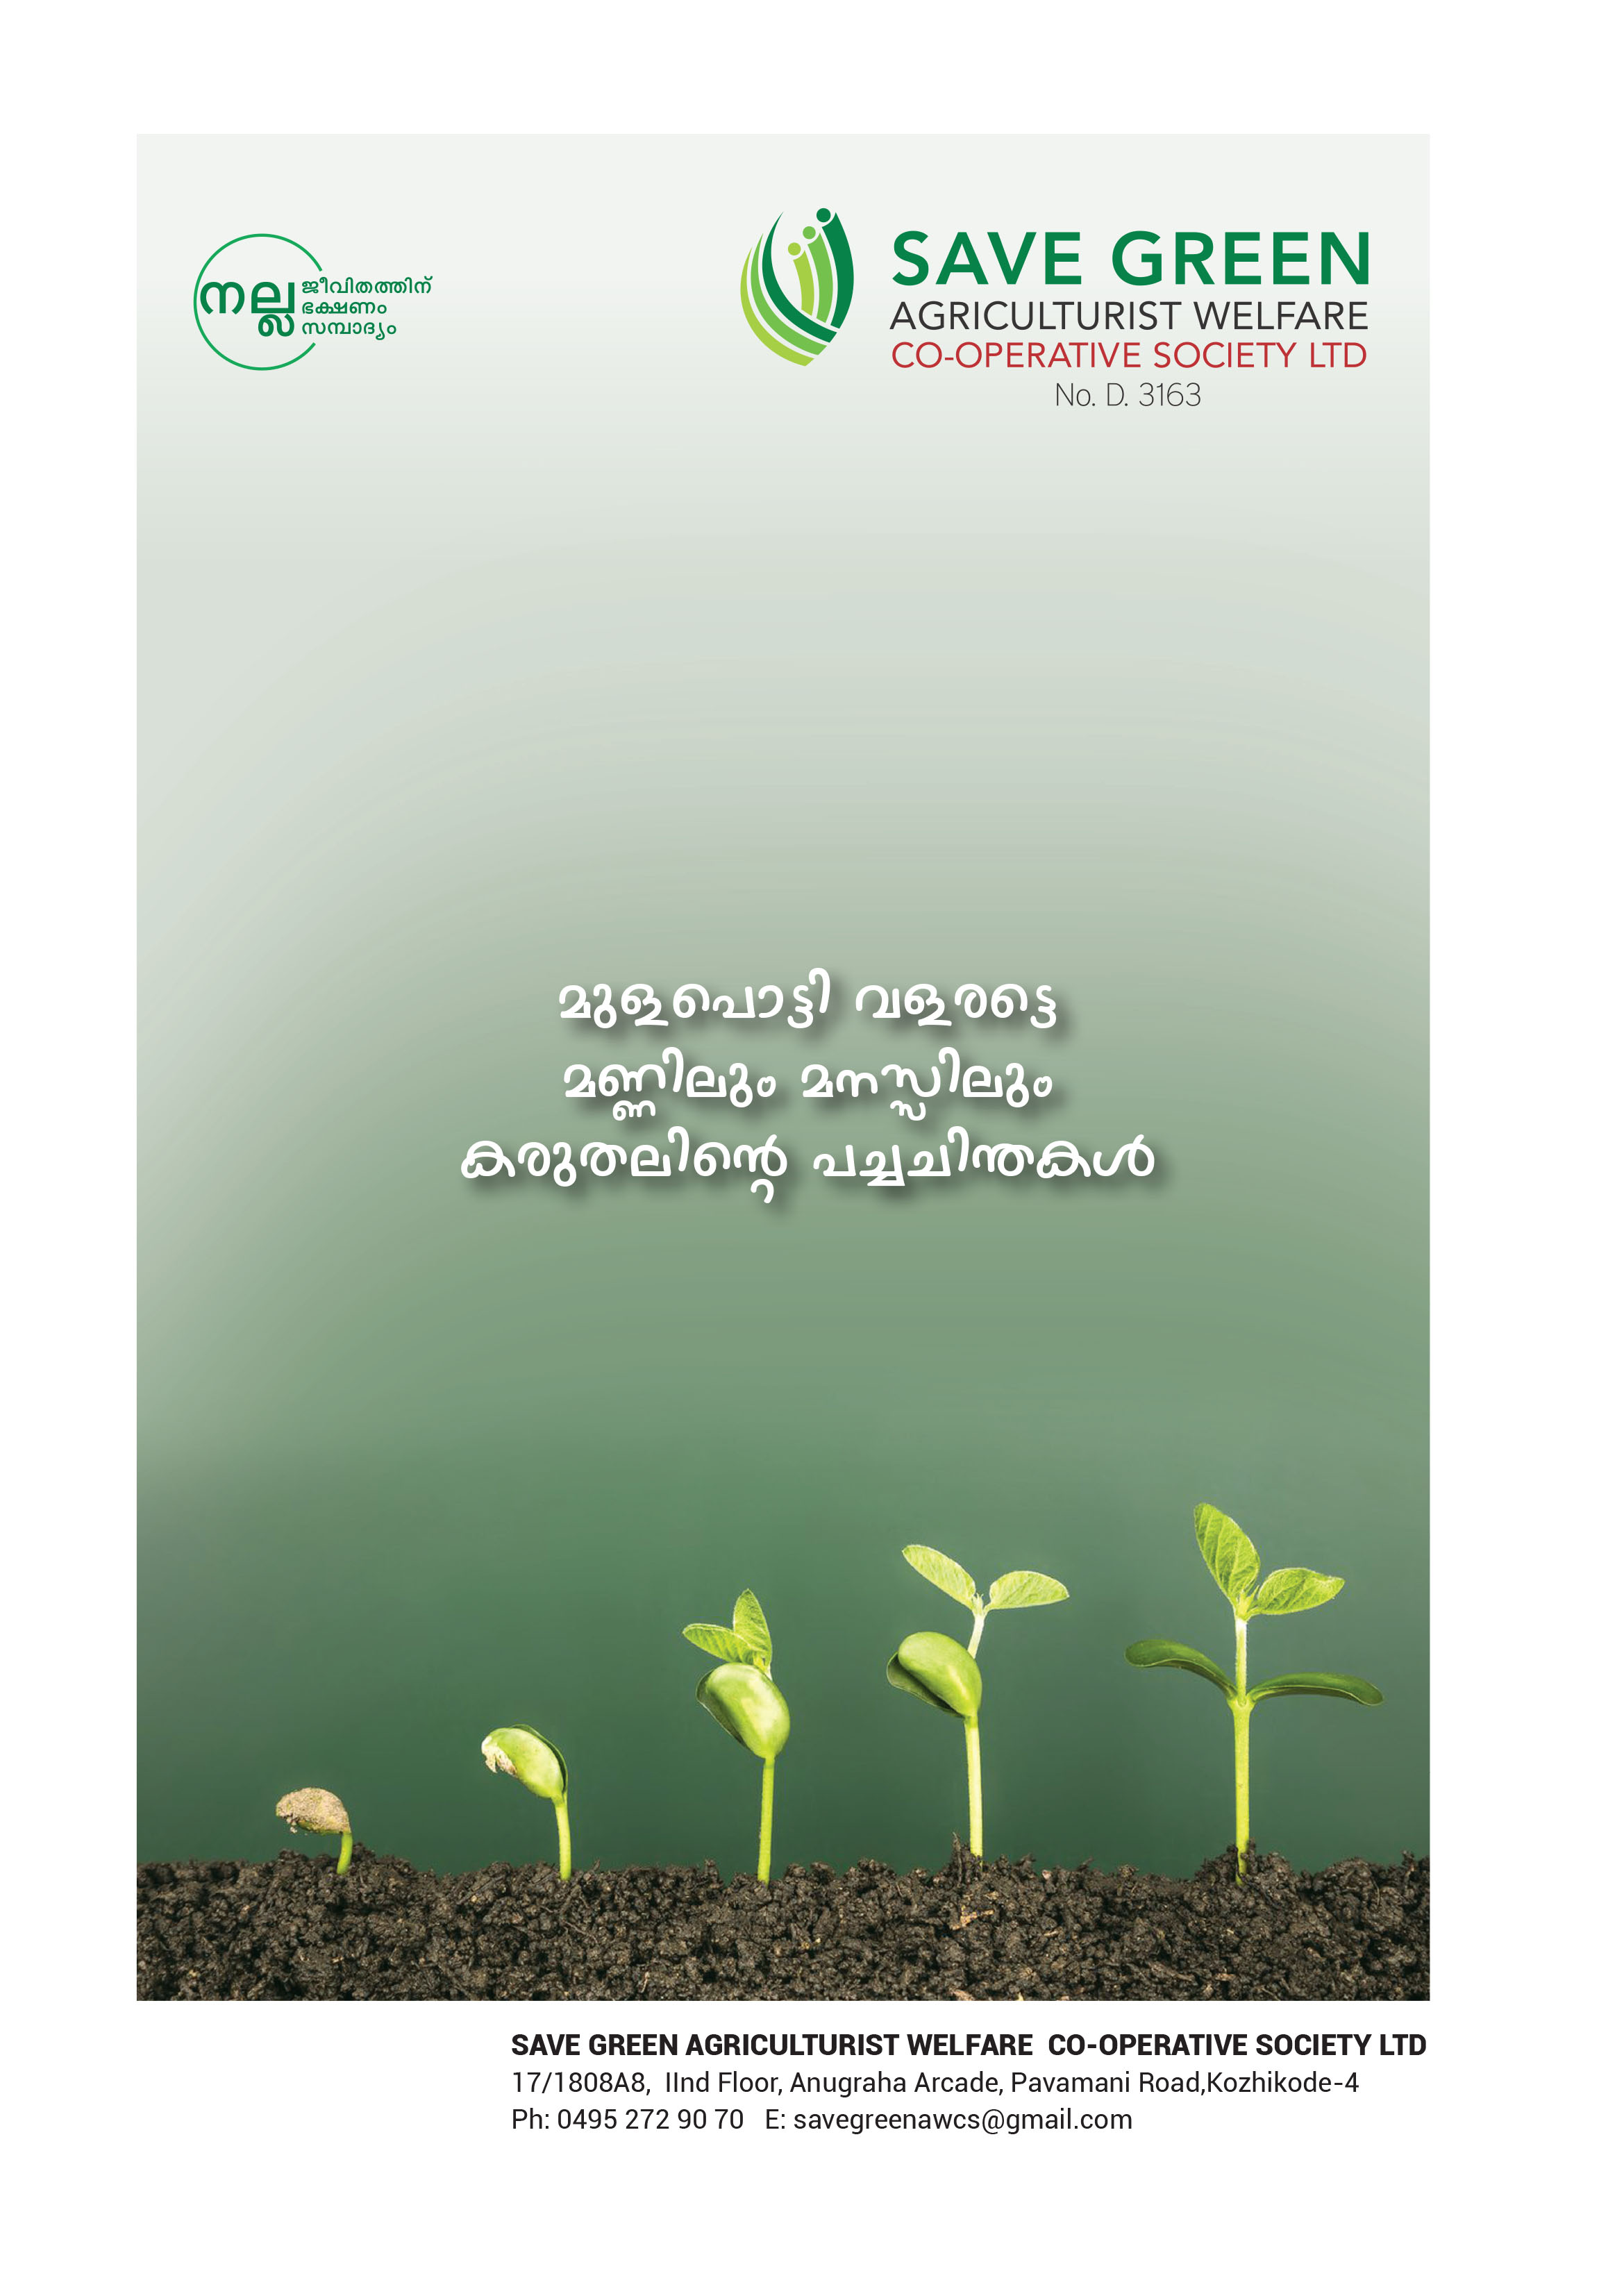 നല്ല
ജീവിതത്തിന്
ഭക്ഷണം
സമ്പാദ്യം
SAVE GREEN
AGRICULTURIST WELFARE
CO-OPERATIVE SOCIETY LTD
No. D. 3163
മുളപൊട്ടി വളരട്ടെ
മണ്ണിലും മനസ്സിലും
കരുതലിന്റെ പച്ചചിന്തകൾ
SAVE GREEN AGRICULTURIST WELFARE CO-OPERATIVE SOCIETY LTD
17/1808A8, IInd Floor, Anugraha Arcade, Pavamani Road,Kozhikode-4
Ph: 0495 272 90 70 E: savegreenawcs@gmail.com